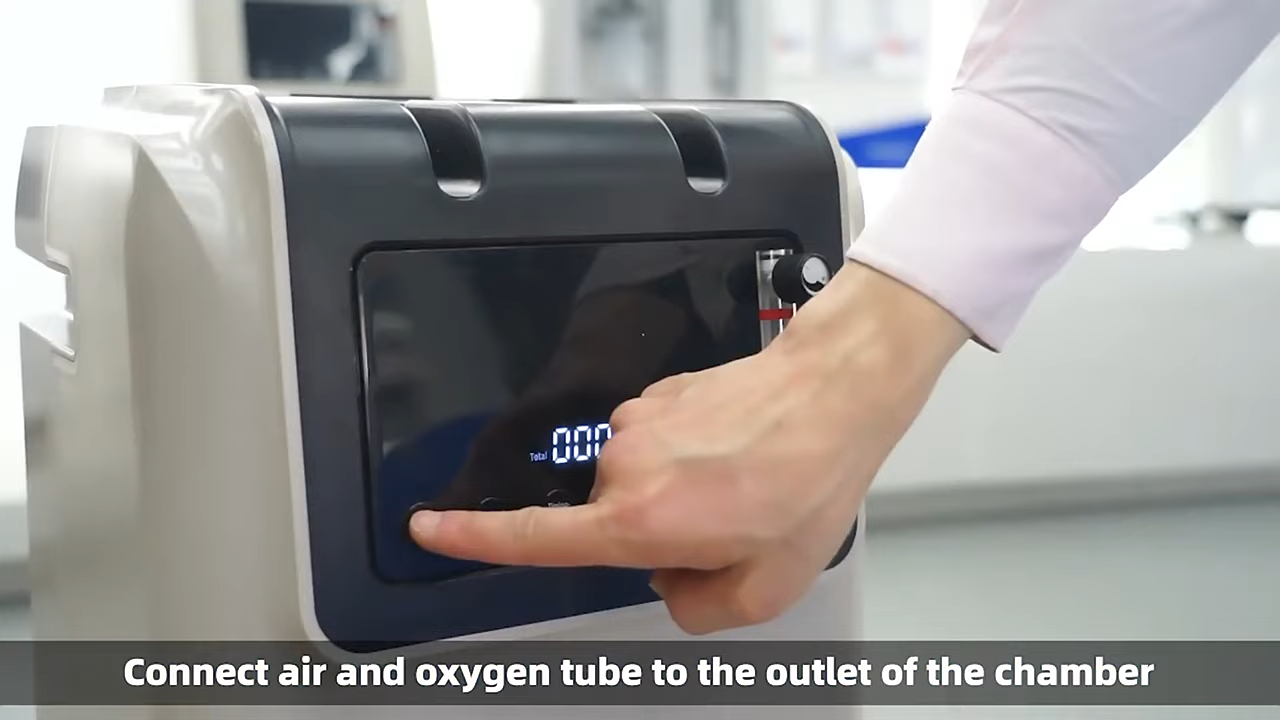 Total 000
Connect air and oxygen tube to the outlet of the chamber